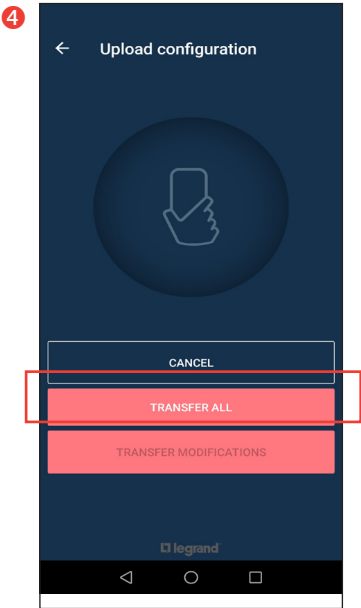 4
Upload configuration
CANCEL
TRANSFER ALL
TRANSFER MODIFICATIONS
legrand